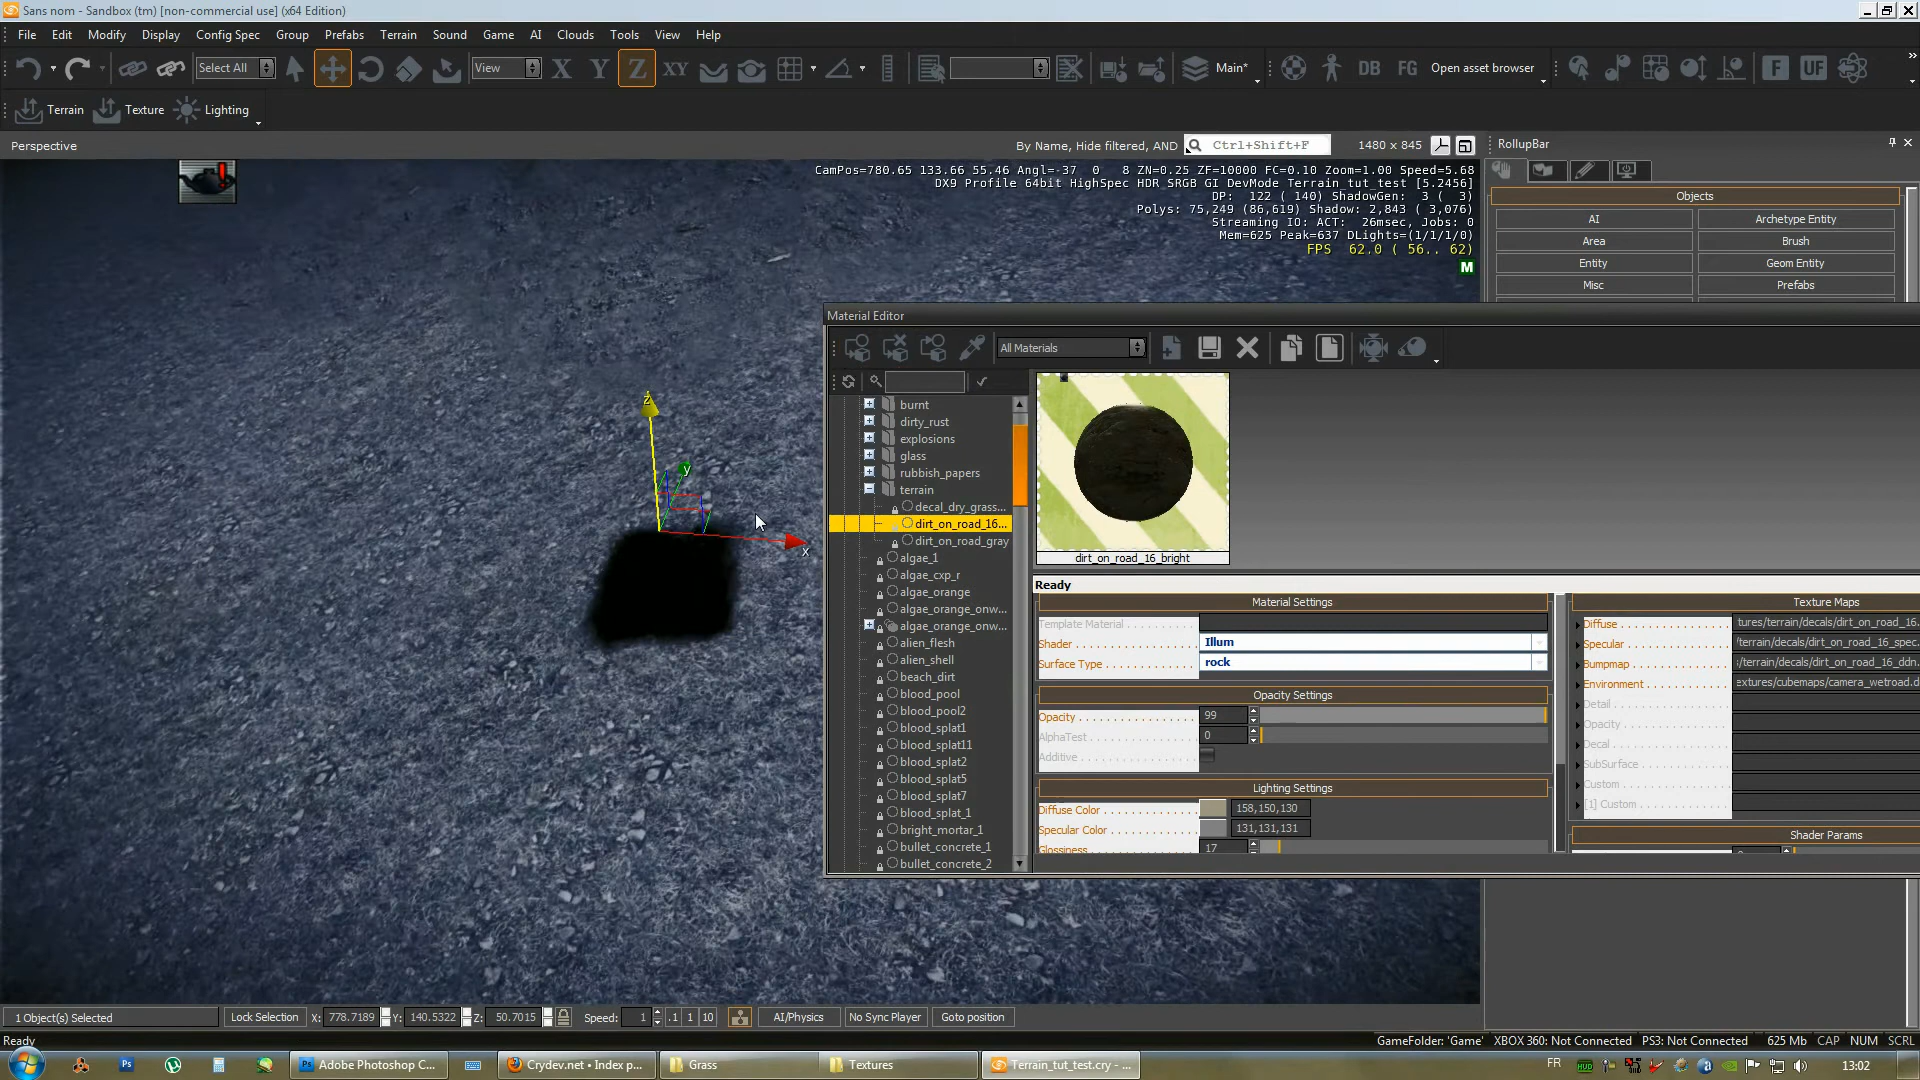 Sans nom - Sandbox (tm) [non-commercial use] (x64 Edition)
File Edit Modify Display Config Spec Group Prefabs Terrain Sound Game AI Clouds Tools View Help
Select All View X Y Z XY Main* DB FG Open asset browser F UF
Terrain Texture Lighting
Perspective
By Name, Hide filtered, AND Ctrl+Shift+F 1480 x 845
RollupBar
CamPos=780.65 133.66 55.46 Angl=-37 0 8 ZN=0.25 ZF=10000 FC=0.10 Zoom=1.00 Speed=5.68
DX9 Profile 64bit HighSpec HDR SRGB GI DevMode Terrain_tut_test [5.2456]
DP: 122 ( 140) ShadowGen: 3 ( 3)
Polys: 75,249 (86,619) Shadow: 2,843 ( 3,076)
Streaming IO: ACT: 26msec, Jobs: 0
Mem=625 Peak=637 DLights=(1/1/1/0)
FPS 62.0 ( 56.. 62)
M
Objects
AI Archetype Entity
Area Brush
Entity Geom Entity
Misc Prefabs
z
y
x
Material Editor
All Materials
burnt
dirty_rust
explosions
glass
rubbish_papers
terrain
decal_dry_grass...
dirt_on_road_16...
dirt_on_road_gray
algae_1
algae_cxp_r
algae_orange
algae_orange_onw...
algae_orange_onw...
alien_flesh
alien_shell
beach_dirt
blood_pool
blood_pool2
blood_splat1
blood_splat11
blood_splat2
blood_splat5
blood_splat7
blood_splat_1
bright_mortar_1
bullet_concrete_1
bullet_concrete_2
dirt_on_road_16_bright
Ready
Material Settings
Template Material
Shader Illum
Surface Type rock
Opacity Settings
Opacity 99
AlphaTest 0
Additive
Lighting Settings
Diffuse Color 158,150,130
Specular Color 131,131,131
Glossiness 17
Texture Maps
Diffuse tures/terrain/decals/dirt_on_road_16.
Specular /terrain/decals/dirt_on_road_16_spec.
Bumpmap :/terrain/decals/dirt_on_road_16_ddn.
Environment extures/cubemaps/camera_wetroad.d
Detail
Opacity
Decal
SubSurface
Custom
[1] Custom
Shader Params
1 Object(s) Selected Lock Selection X: 778.7189 Y: 140.5322 Z: 50.7015 Speed: 1 .1 1 10 AI/Physics No Sync Player Goto position
Ready
GameFolder: 'Game' XBOX 360: Not Connected PS3: Not Connected 625 Mb CAP NUM SCRL
Adobe Photoshop C... Crydev.net • Index p... Grass Textures Terrain_tut_test.cry - ...
FR 13:02